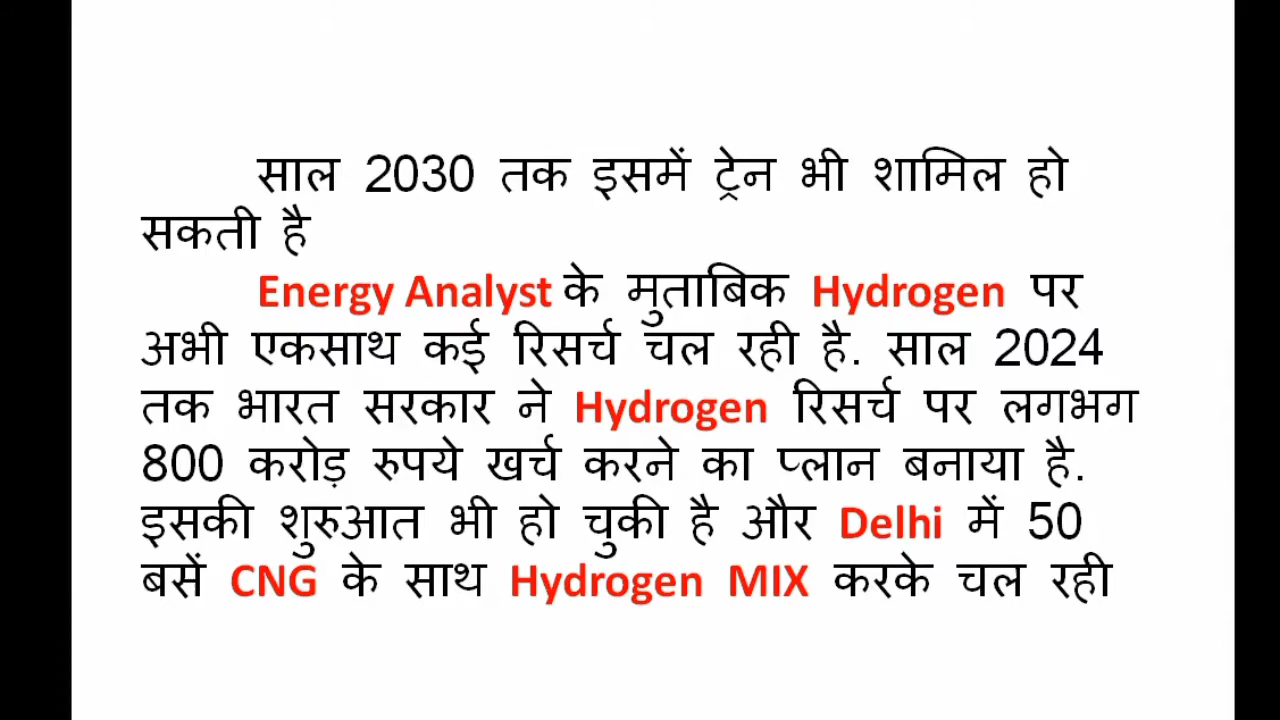 साल 2030 तक इसमें ट्रेन भी शामिल हो
सकती है
Energy Analyst के मुताबिक Hydrogen पर
अभी एकसाथ कई रिसर्च चल रही है. साल 2024
तक भारत सरकार ने Hydrogen रिसर्च पर लगभग
800 करोड़ रुपये खर्च करने का प्लान बनाया है.
इसकी शुरुआत भी हो चुकी है और Delhi में 50
बसें CNG के साथ Hydrogen MIX करके चल रही